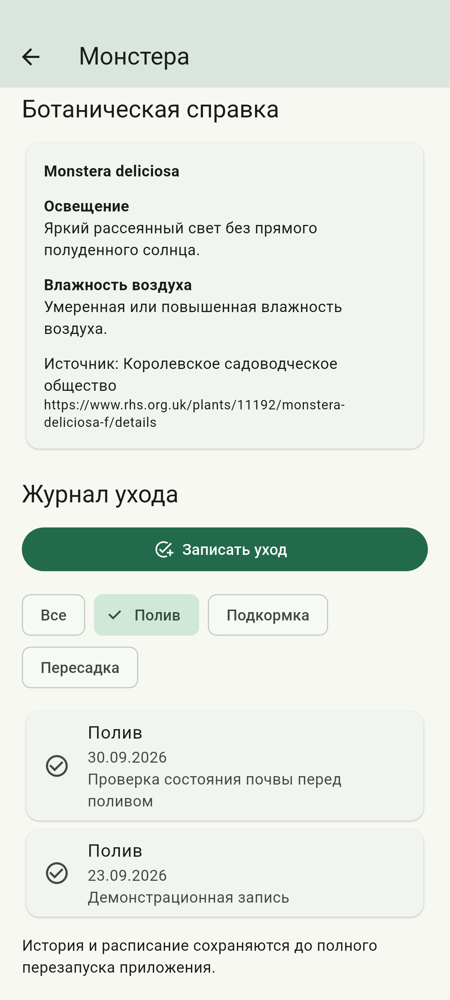 Монстера
Ботаническая справка
Monstera deliciosa
Освещение
Яркий рассеянный свет без прямого
полуденного солнца.
Влажность воздуха
Умеренная или повышенная влажность
воздуха.
Источник: Королевское садоводческое
общество
https://www.rhs.org.uk/plants/11192/monstera-
deliciosa-f/details
Журнал ухода
Записать уход
Все
Полив
Подкормка
Пересадка
Полив
30.09.2026
Проверка состояния почвы перед
поливом
Полив
23.09.2026
Демонстрационная запись
История и расписание сохраняются до полного
перезапуска приложения.